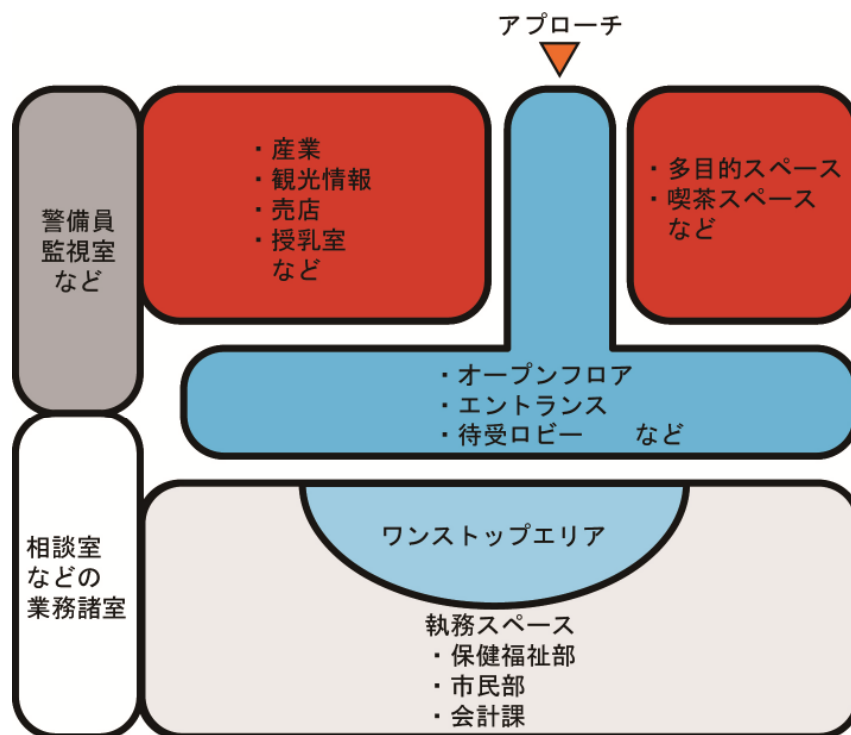 アプローチ
・産業
・観光情報
・売店
・授乳室
など
・多目的スペース
・喫茶スペース
など
警備員
監視室
など
・オープンフロア
・エントランス
・待受ロビー など
相談室
などの
業務諸室
ワンストップエリア
執務スペース
・保健福祉部
・市民部
・会計課